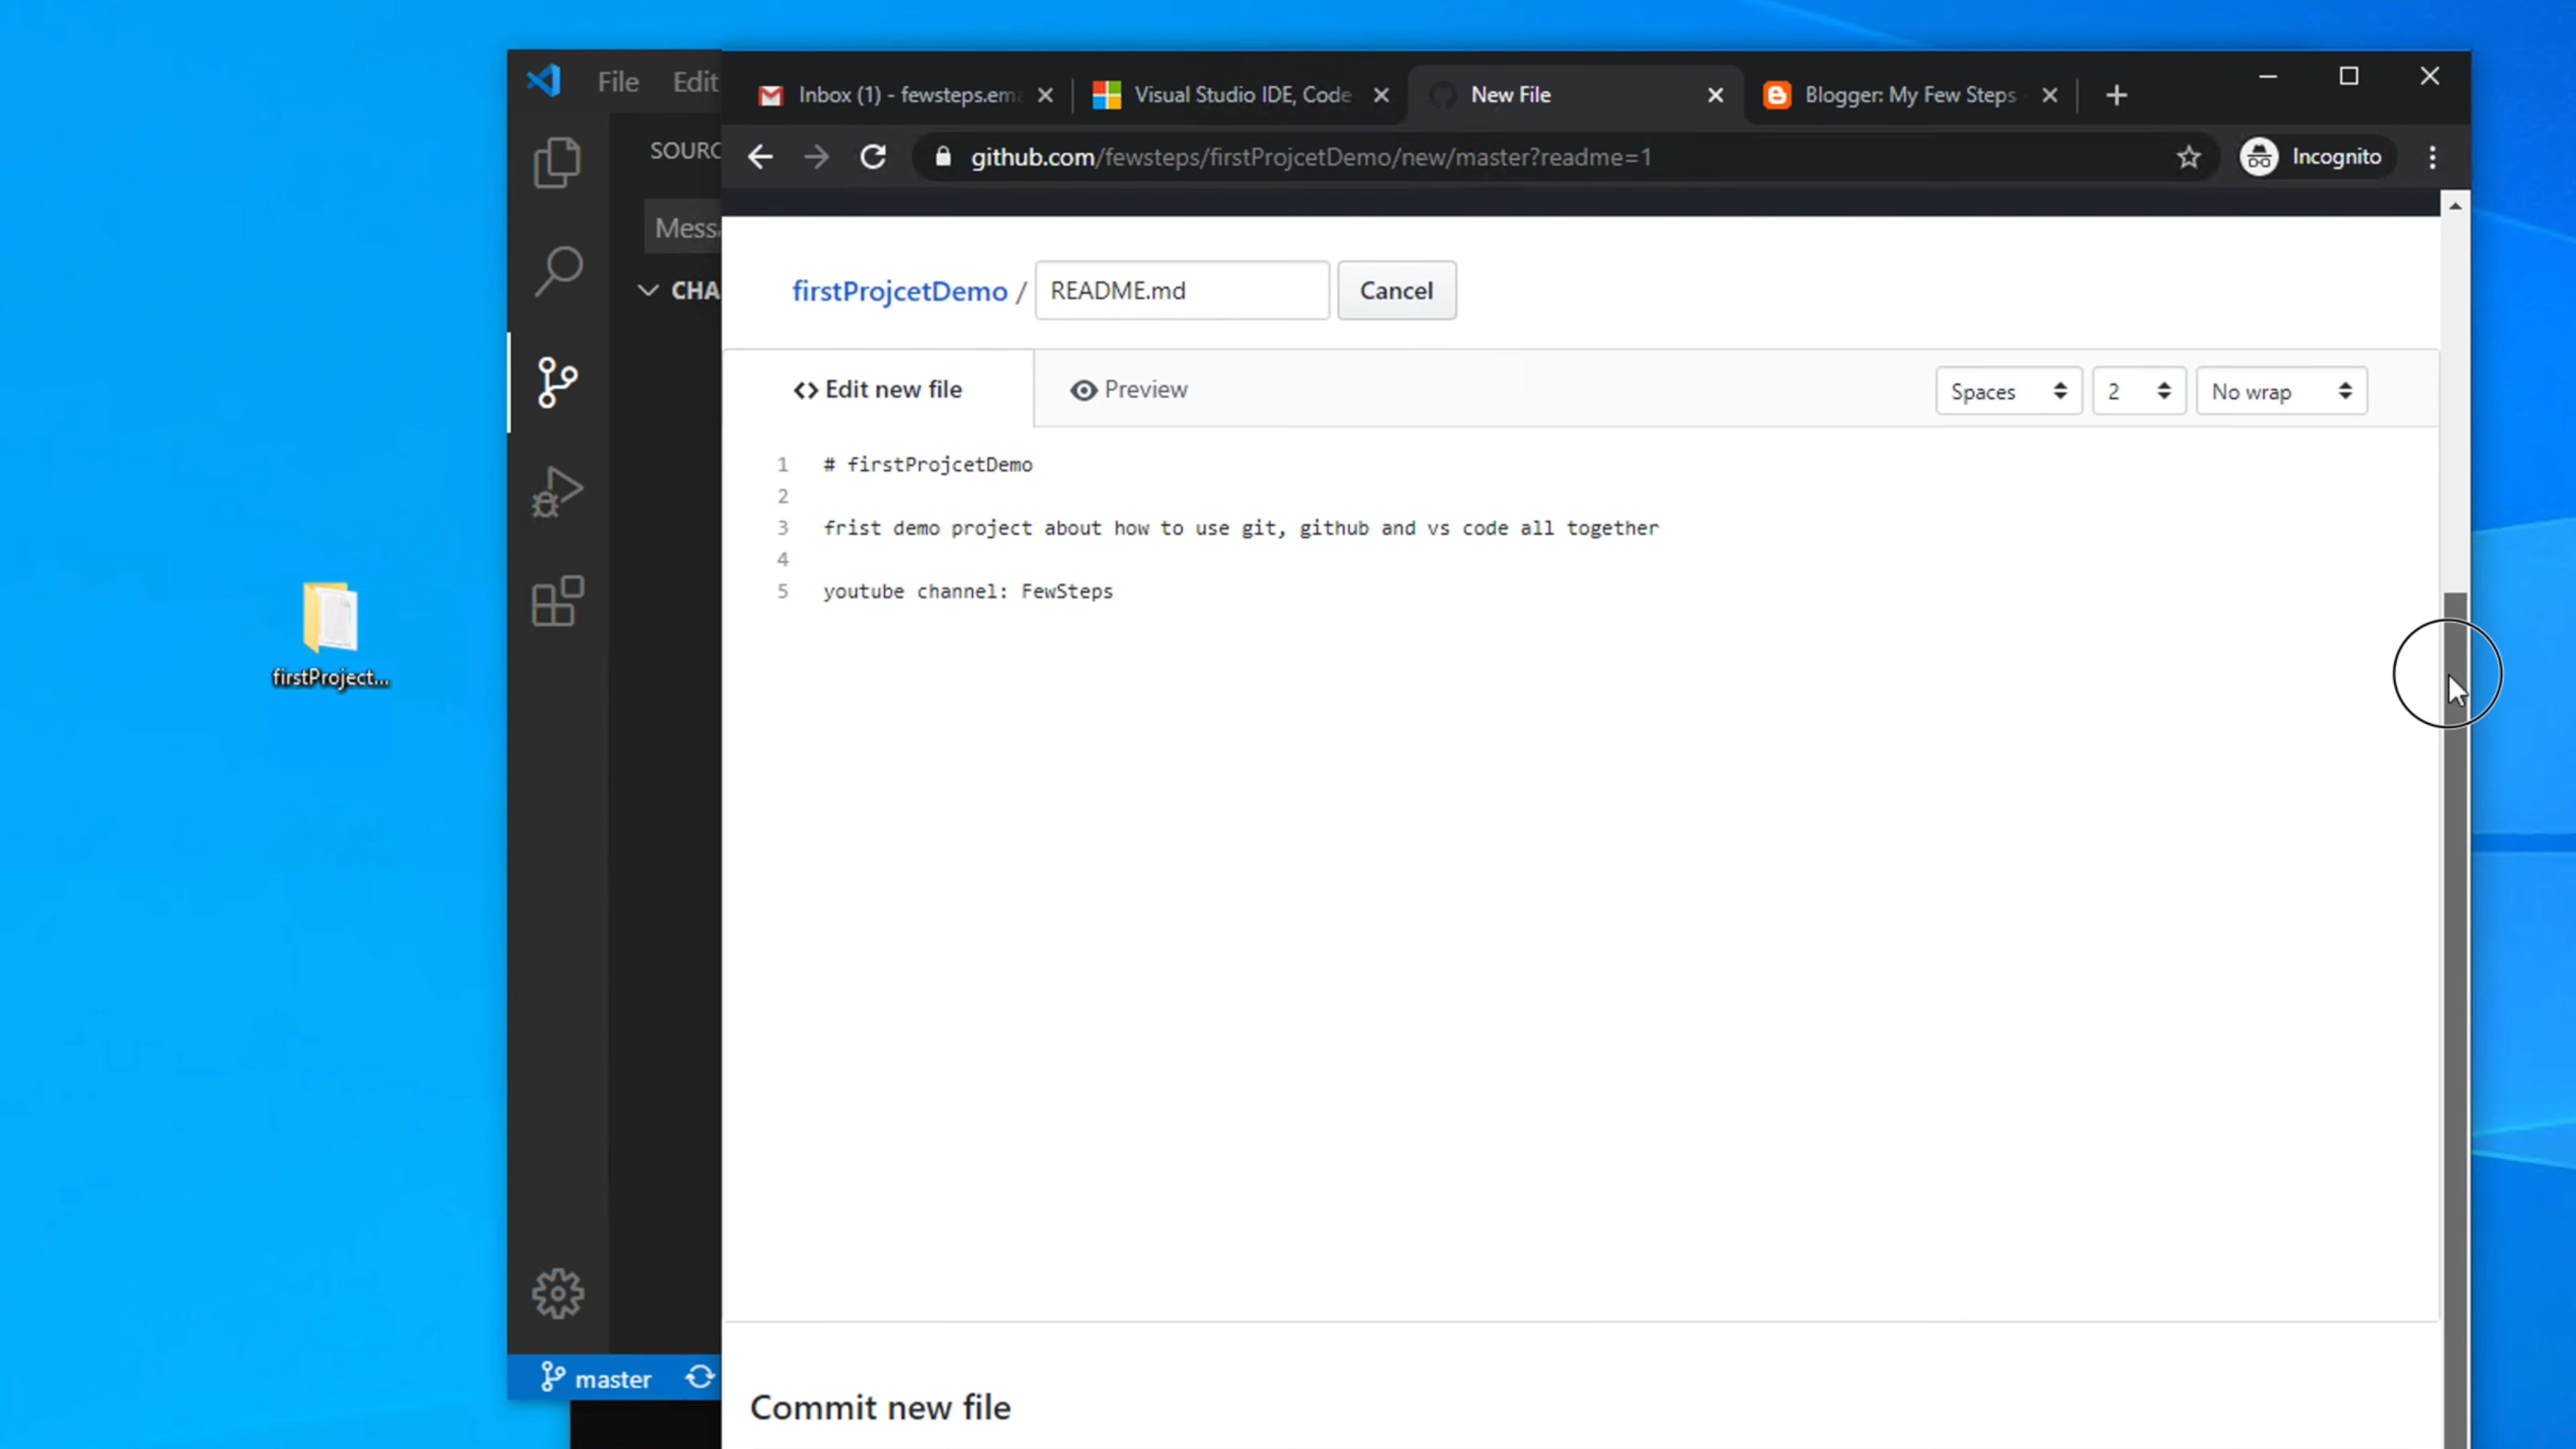 File Edit
Inbox (1) - fewsteps.ema
Visual Studio IDE, Code
New File
Blogger: My Few Steps
SOURC
github.com/fewsteps/firstProjcetDemo/new/master?readme=1
Incognito
Mess
CHA
firstProjcetDemo / README.md Cancel
Edit new file
Preview
Spaces 2 No wrap
1 # firstProjcetDemo
2
3 frist demo project about how to use git, github and vs code all together
4
5 youtube channel: FewSteps
firstProject...
master
Commit new file